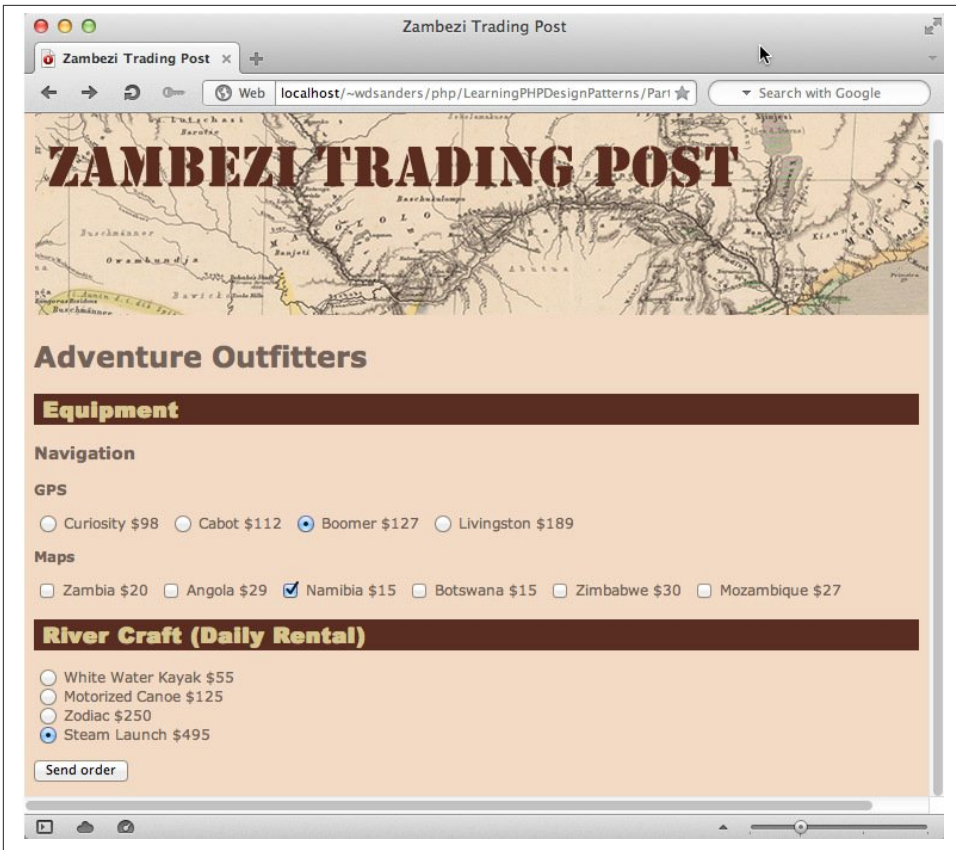 Zambezi Trading Post
Zambezi Trading Post
Web localhost/~wdsanders/php/LearningPHPDesignPatterns/Part Search with Google
ZAMBEZI TRADING POST
Adventure Outfitters
Equipment
Navigation
GPS
Curiosity $98 Cabot $112 Boomer $127 Livingston $189
Maps
Zambia $20 Angola $29 Namibia $15 Botswana $15 Zimbabwe $30 Mozambique $27
River Craft (Daily Rental)
White Water Kayak $55
Motorized Canoe $125
Zodiac $250
Steam Launch $495
Send order